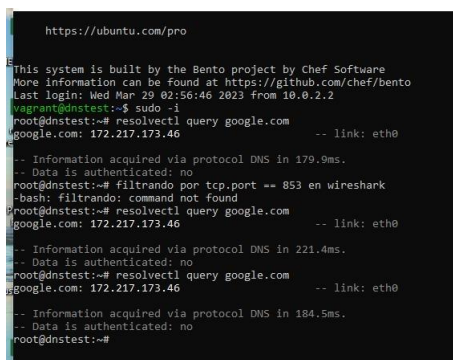 https://ubuntu.com/pro
This system is built by the Bento project by Chef Software
More information can be found at https://github.com/chef/bento
Last login: Wed Mar 29 02:56:46 2023 from 10.0.2.2
vagrant@dnstest:~$ sudo -i
root@dnstest:~# resolvectl query google.com
google.com: 172.217.173.46 -- link: eth0
-- Information acquired via protocol DNS in 179.9ms.
-- Data is authenticated: no
root@dnstest:~# filtrando por tcp.port == 853 en wireshark
-bash: filtrando: command not found
root@dnstest:~# resolvectl query google.com
google.com: 172.217.173.46 -- link: eth0
-- Information acquired via protocol DNS in 221.4ms.
-- Data is authenticated: no
root@dnstest:~# resolvectl query google.com
google.com: 172.217.173.46 -- link: eth0
-- Information acquired via protocol DNS in 184.5ms.
-- Data is authenticated: no
root@dnstest:~#